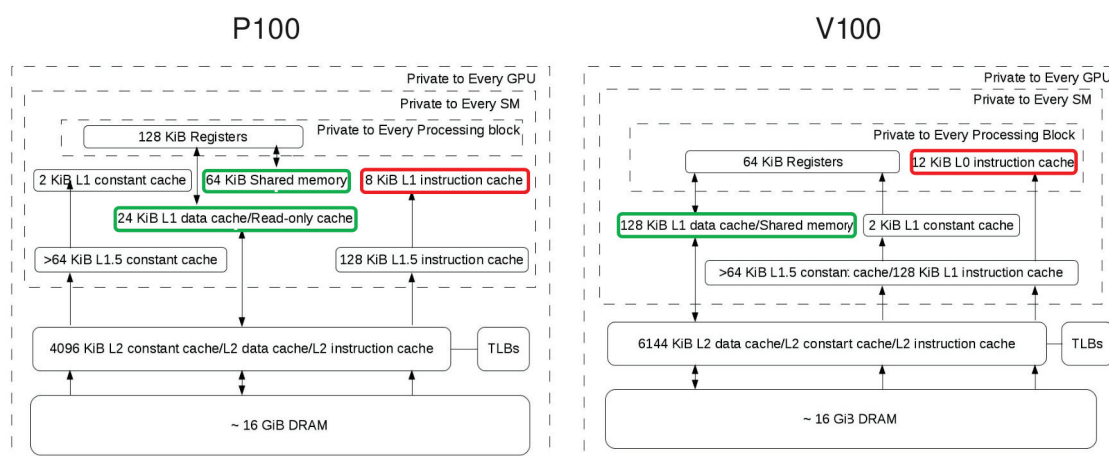 P100
Private to Every GPU
Private to Every SM
Private to Every Processing block
128 KiB Registers
2 KiB L1 constant cache
64 KiB Shared memory
8 KiB L1 instruction cache
24 KiB L1 data cache/Read-only cache
>64 KiB L1.5 constant cache
128 KiB L1.5 instruction cache
4096 KiB L2 constant cache/L2 data cache/L2 instruction cache
TLBs
~ 16 GiB DRAM
V100
Private to Every GPU
Private to Every SM
Private to Every Processing Block
64 KiB Registers
12 KiB L0 instruction cache
128 KiB L1 data cache/Shared memory
2 KiB L1 constant cache
>64 KiB L1.5 constant cache/128 KiB L1 instruction cache
6144 KiB L2 data cache/L2 constart cache/L2 instruction cache
TLBs
~ 16 GiB DRAM